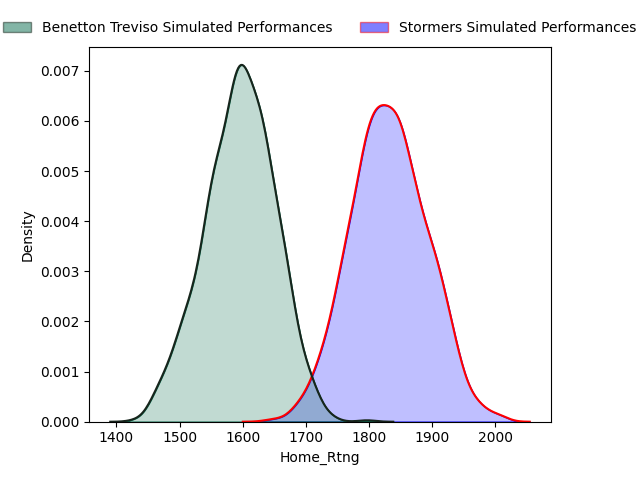 Benetton Treviso Simulated Performances Stormers Simulated Performances
0.007
0.006
0.005
0.004
0.003
0.002
0.001
0.000
Density
1400 1500 1600 1700 1800 1900 2000
Home_Rtng